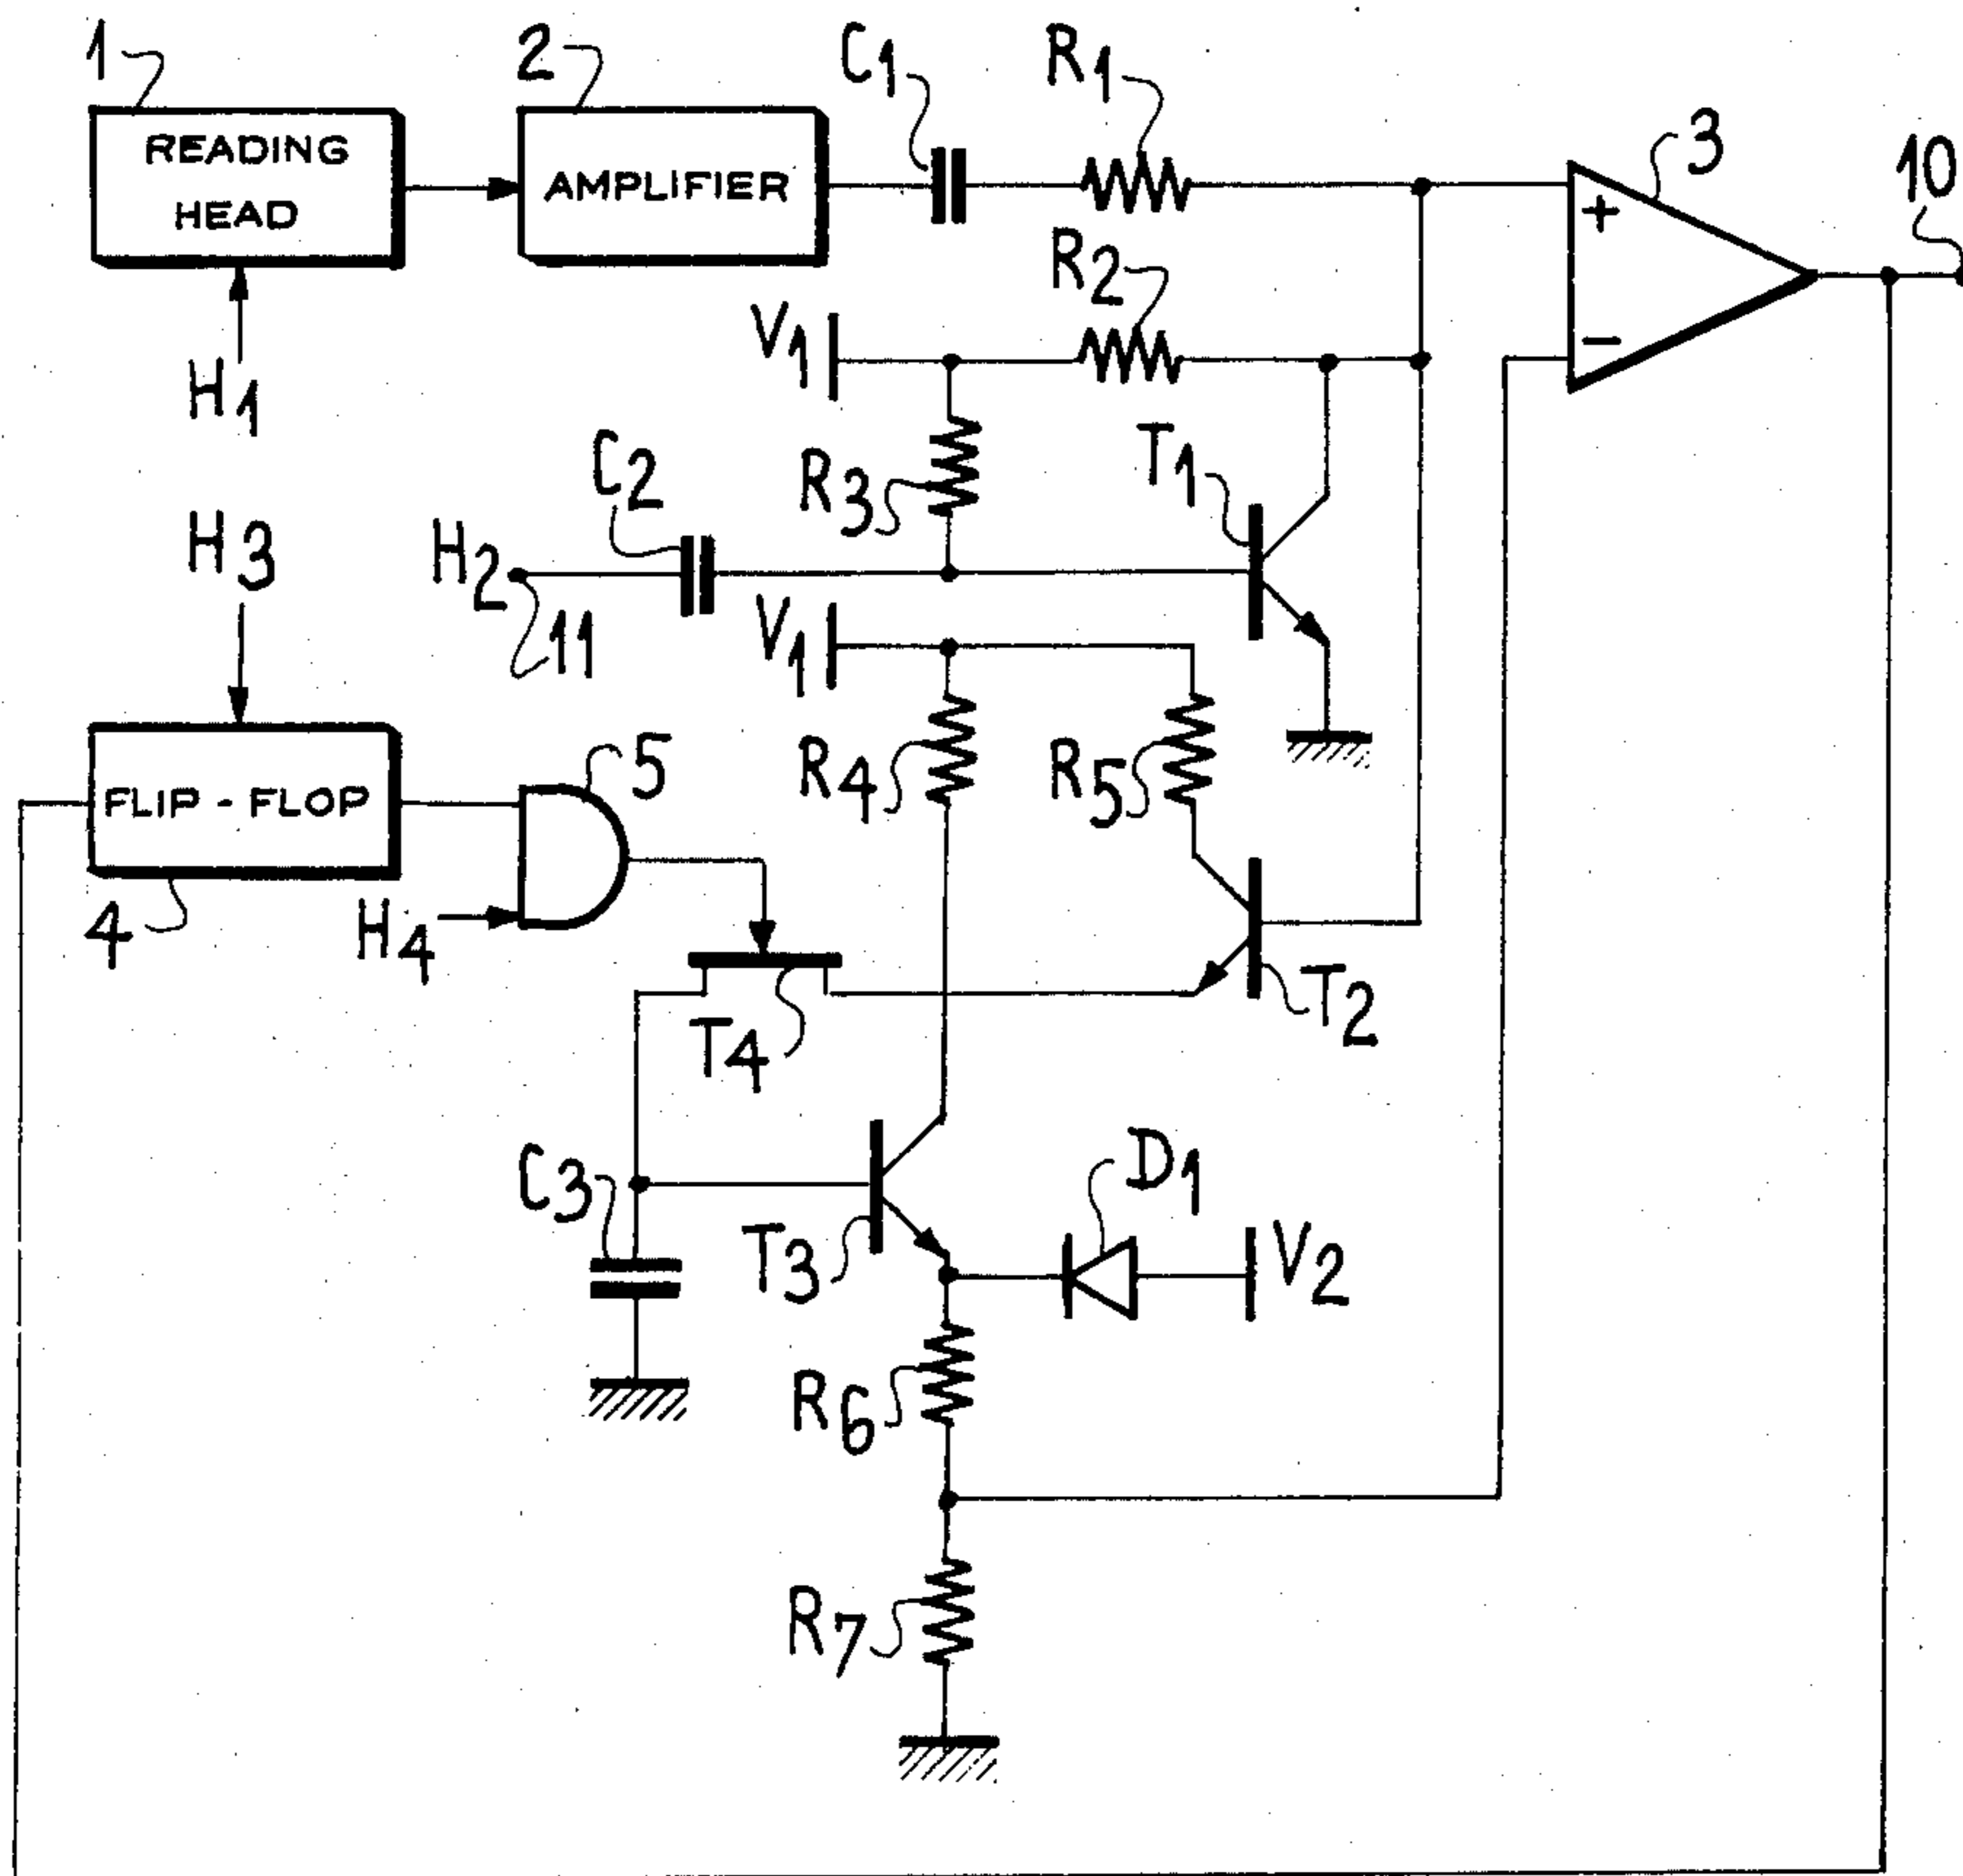 1
2
C1
R1
READING
HEAD
AMPLIFIER
3
+
10
R2
V1
−
H1
C2
R3
T1
H3
H2
11
V1
5
R4
R5
FLIP - FLOP
4
H4
T4
T2
C3
T3
D1
V2
R6
R7